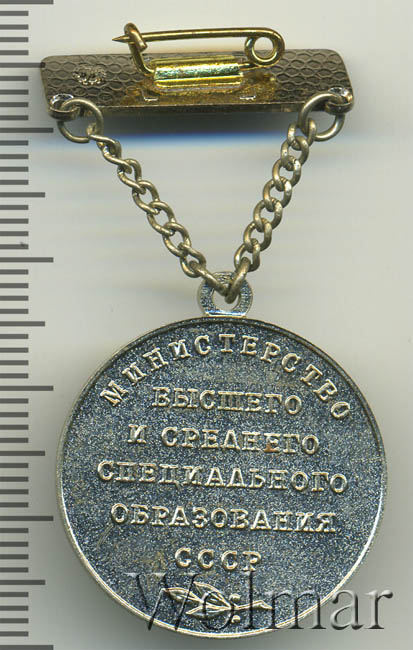 МИНИСТЕРСТВО
ВЫСШЕГО
И СРЕДНЕГО
СПЕЦИАЛЬНОГО
ОБРАЗОВАНИЯ
СССР
Wolmar